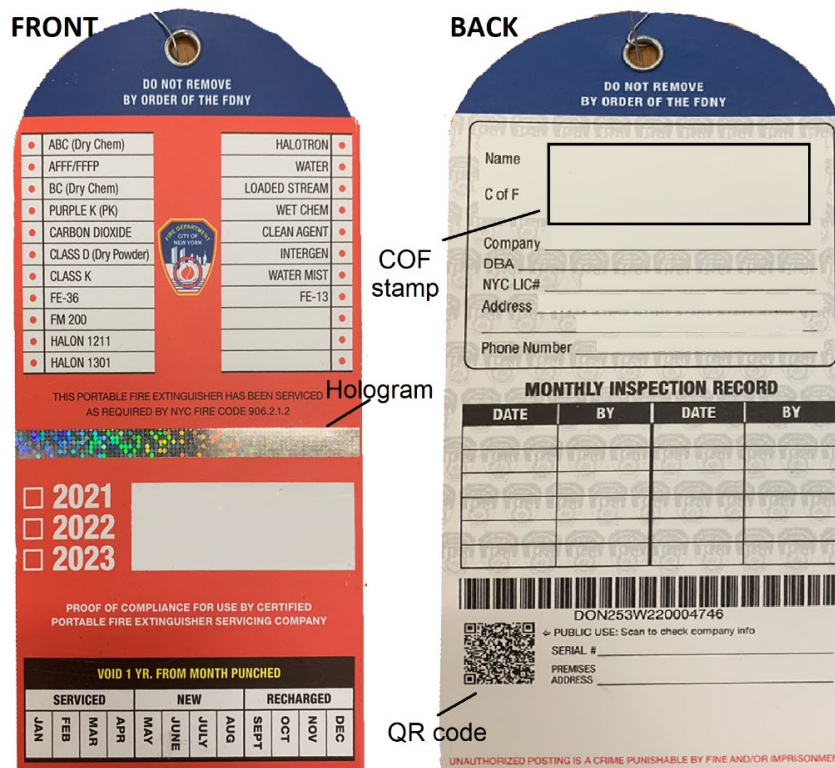 FRONT
DO NOT REMOVE
BY ORDER OF THE FDNY
ABC (Dry Chem)
AFFF/FFFP
BC (Dry Chem)
PURPLE K (PK)
CARBON DIOXIDE
CLASS D (Dry Powder)
CLASS K
FE-36
FM 200
HALON 1211
HALON 1301
HALOTRON
WATER
LOADED STREAM
WET CHEM
CLEAN AGENT
INTERGEN
WATER MIST
FE-13
FIRE DEPARTMENT
CITY OF
NEW YORK
THIS PORTABLE FIRE EXTINGUISHER HAS BEEN SERVICED
AS REQUIRED BY NYC FIRE CODE 906.2.1.2
2021
2022
2023
PROOF OF COMPLIANCE FOR USE BY CERTIFIED
PORTABLE FIRE EXTINGUISHER SERVICING COMPANY
VOID 1 YR. FROM MONTH PUNCHED
SERVICED NEW RECHARGED
JAN FEB MAR APR MAY JUNE JULY AUG SEPT OCT NOV DEC
COF
stamp
Hologram
QR code
BACK
DO NOT REMOVE
BY ORDER OF THE FDNY
Name
C of F
Company
DBA
NYC LIC#
Address
Phone Number
MONTHLY INSPECTION RECORD
DATE BY DATE BY
DON253W220004746
PUBLIC USE: Scan to check company info
SERIAL #
PREMISES
ADDRESS
UNAUTHORIZED POSTING IS A CRIME PUNISHABLE BY FINE AND/OR IMPRISONME